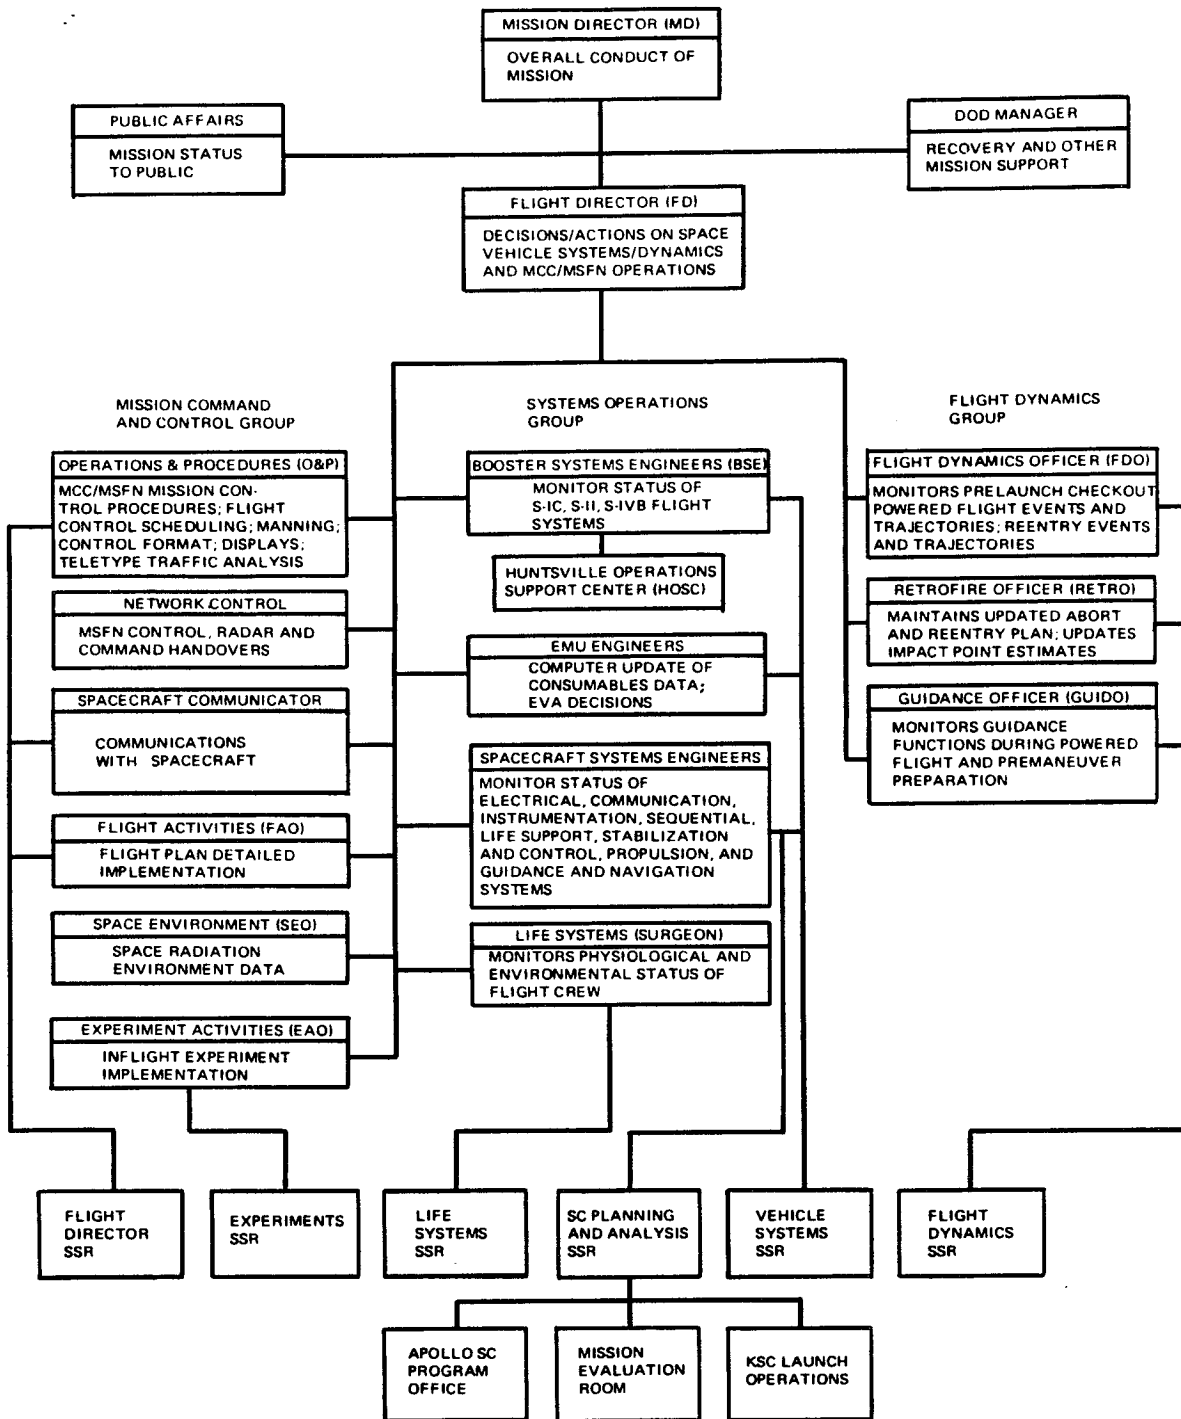 MISSION DIRECTOR (MD)
OVERALL CONDUCT OF
MISSION
PUBLIC AFFAIRS
MISSION STATUS
TO PUBLIC
DOD MANAGER
RECOVERY AND OTHER
MISSION SUPPORT
FLIGHT DIRECTOR (FD)
DECISIONS/ACTIONS ON SPACE
VEHICLE SYSTEMS/DYNAMICS
AND MCC/MSFN OPERATIONS
MISSION COMMAND
AND CONTROL GROUP
OPERATIONS & PROCEDURES (O&P)
MCC/MSFN MISSION CON-
TROL PROCEDURES; FLIGHT
CONTROL SCHEDULING; MANNING;
CONTROL FORMAT; DISPLAYS;
TELETYPE TRAFFIC ANALYSIS
NETWORK CONTROL
MSFN CONTROL, RADAR AND
COMMAND HANDOVERS
SPACECRAFT COMMUNICATOR
COMMUNICATIONS
WITH SPACECRAFT
FLIGHT ACTIVITIES (FAO)
FLIGHT PLAN DETAILED
IMPLEMENTATION
SPACE ENVIRONMENT (SEO)
SPACE RADIATION
ENVIRONMENT DATA
EXPERIMENT ACTIVITIES (EAO)
INFLIGHT EXPERIMENT
IMPLEMENTATION
SYSTEMS OPERATIONS
GROUP
BOOSTER SYSTEMS ENGINEERS (BSE)
MONITOR STATUS OF
S-IC, S-II, S-IVB FLIGHT
SYSTEMS
HUNTSVILLE OPERATIONS
SUPPORT CENTER (HOSC)
EMU ENGINEERS
COMPUTER UPDATE OF
CONSUMABLES DATA;
EVA DECISIONS
SPACECRAFT SYSTEMS ENGINEERS
MONITOR STATUS OF
ELECTRICAL, COMMUNICATION,
INSTRUMENTATION, SEQUENTIAL,
LIFE SUPPORT, STABILIZATION
AND CONTROL, PROPULSION, AND
GUIDANCE AND NAVIGATION
SYSTEMS
LIFE SYSTEMS (SURGEON)
MONITORS PHYSIOLOGICAL AND
ENVIRONMENTAL STATUS OF
FLIGHT CREW
FLIGHT DYNAMICS
GROUP
FLIGHT DYNAMICS OFFICER (FDO)
MONITORS PRELAUNCH CHECKOUT
POWERED FLIGHT EVENTS AND
TRAJECTORIES; REENTRY EVENTS
AND TRAJECTORIES
RETROFIRE OFFICER (RETRO)
MAINTAINS UPDATED ABORT
AND REENTRY PLAN; UPDATES
IMPACT POINT ESTIMATES
GUIDANCE OFFICER (GUIDO)
MONITORS GUIDANCE
FUNCTIONS DURING POWERED
FLIGHT AND PREMANEUVER
PREPARATION
FLIGHT
DIRECTOR
SSR
EXPERIMENTS
SSR
LIFE
SYSTEMS
SSR
SC PLANNING
AND ANALYSIS
SSR
VEHICLE
SYSTEMS
SSR
FLIGHT
DYNAMICS
SSR
APOLLO SC
PROGRAM
OFFICE
MISSION
EVALUATION
ROOM
KSC LAUNCH
OPERATIONS